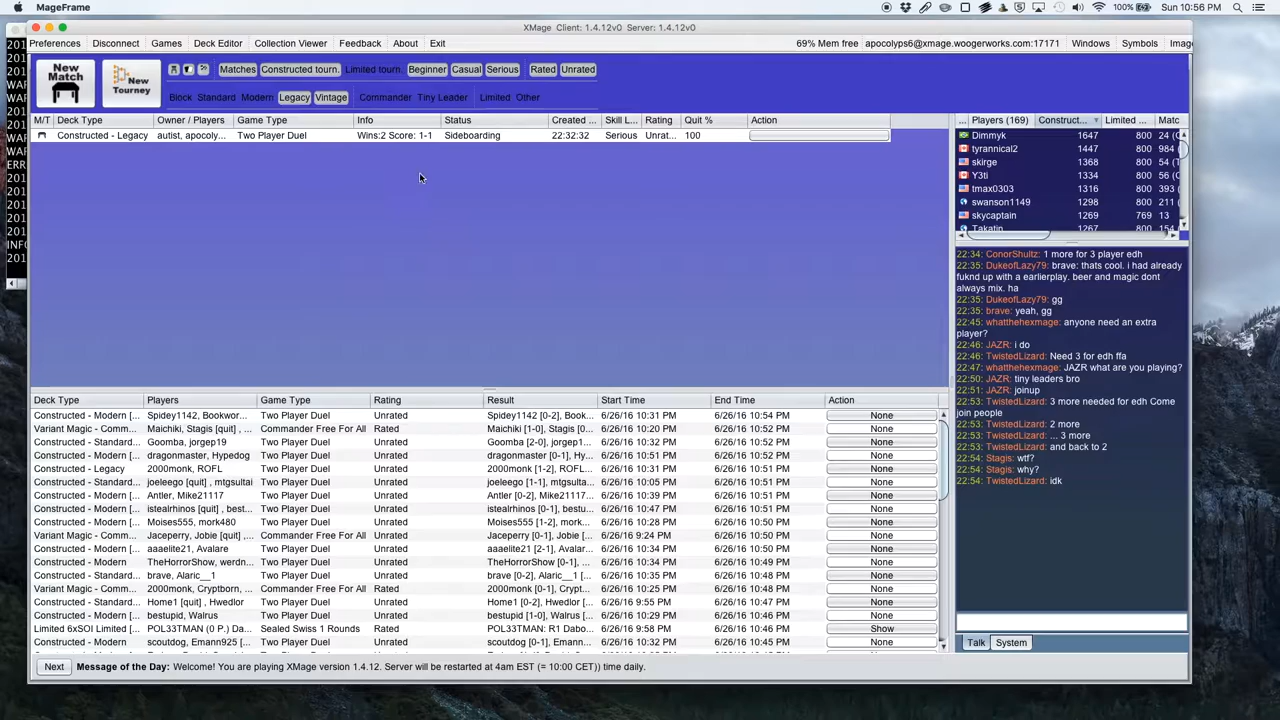 MageFrame
100%
Sun 10:56 PM
XMage Client: 1.4.12v0 Server: 1.4.12v0
Preferences Disconnect Games Deck Editor Collection Viewer Feedback About Exit 69% Mem free apocolyps6@xmage.woogerworks.com:17171 Windows Symbols Image
New Match
New Tourney
Matches Constructed tourn. Limited tourn. Beginner Casual Serious Rated Unrated
Block Standard Modern Legacy Vintage Commander Tiny Leader Limited Other
M/T Deck Type Owner / Players Game Type Info Status Created ... Skill L... Rating Quit % Action
Constructed - Legacy autist, apocoly... Two Player Duel Wins:2 Score: 1-1 Sideboarding 22:32:32 Serious Unrat... 100
... Players (169) Construct... Limited ... Matc
Dimmyk 1647 800 24 (
tyrannical2 1447 800 984 (
skirge 1368 800 54 (
Y3ti 1334 800 56 (
tmax0303 1316 800 393 (
swanson1149 1298 800 211 (
skycaptain 1269 769 13
Takatin 1267 800 154
22:34: ConorShultz: 1 more for 3 player edh
22:35: DukeofLazy79: brave: thats cool. i had already
fuknd up with a earlierplay. beer and magic dont
always mix. ha
22:35: DukeofLazy79: gg
22:35: brave: yeah, gg
22:45: whatthehexmage: anyone need an extra
player?
22:46: JAZR: i do
22:46: TwistedLizard: Need 3 for edh ffa
22:47: whatthehexmage: JAZR what are you playing?
22:50: JAZR: tiny leaders bro
22:51: JAZR: joinup
22:53: TwistedLizard: 3 more needed for edh Come
join people
22:53: TwistedLizard: 2 more
22:53: TwistedLizard: ... 3 more
22:53: TwistedLizard: and back to 2
22:54: Stagis: wtf?
22:54: Stagis: why?
22:54: TwistedLizard: idk
Talk System
Deck Type Players Game Type Rating Result Start Time End Time Action
Constructed - Modern [... Spidey1142, Bookwor... Two Player Duel Unrated Spidey1142 [0-2], Book... 6/26/16 10:31 PM 6/26/16 10:54 PM None
Variant Magic - Comm... Maichiki, Stagis [quit] , ... Commander Free For All Rated Maichiki [1-0], Stagis [0... 6/26/16 10:20 PM 6/26/16 10:52 PM None
Constructed - Standard... Goomba, jorgep19 Two Player Duel Unrated Goomba [2-0], jorgep1... 6/26/16 10:32 PM 6/26/16 10:52 PM None
Constructed - Modern [... dragonmaster, Hypedog Two Player Duel Unrated dragonmaster [0-1], Hy... 6/26/16 10:51 PM 6/26/16 10:52 PM None
Constructed - Legacy 2000monk, ROFL Two Player Duel Unrated 2000monk [1-2], ROFL... 6/26/16 10:31 PM 6/26/16 10:51 PM None
Constructed - Standard... joeleego [quit] , mtgsultai Two Player Duel Unrated joeleego [1-1], mtgsulta... 6/26/16 10:05 PM 6/26/16 10:51 PM None
Constructed - Modern [... Antler, Mike21117 Two Player Duel Unrated Antler [0-2], Mike21117... 6/26/16 10:39 PM 6/26/16 10:51 PM None
Constructed - Modern [... istealrhinos [quit] , best... Two Player Duel Unrated istealrhinos [0-1], bestu... 6/26/16 10:47 PM 6/26/16 10:51 PM None
Constructed - Modern [... Moises555, mork480 Two Player Duel Unrated Moises555 [1-2], mork... 6/26/16 10:28 PM 6/26/16 10:50 PM None
Variant Magic - Comm... Jaceperry, Jobie [quit] , ... Commander Free For All Unrated Jaceperry [0-1], Jobie [... 6/26/16 9:24 PM 6/26/16 10:50 PM None
Constructed - Modern [... aaaelite21, Avalare Two Player Duel Unrated aaaelite21 [2-1], Avalar... 6/26/16 10:34 PM 6/26/16 10:50 PM None
Constructed - Modern TheHorrorShow, werdn... Two Player Duel Unrated TheHorrorShow [0-1], w... 6/26/16 10:34 PM 6/26/16 10:50 PM None
Constructed - Standard... brave, Alaric__1 Two Player Duel Unrated brave [0-2], Alaric__1 [... 6/26/16 10:35 PM 6/26/16 10:48 PM None
Variant Magic - Comm... 2000monk, Cryptborn, ... Commander Free For All Rated 2000monk [0-1], Crypt... 6/26/16 10:25 PM 6/26/16 10:48 PM None
Constructed - Standard... Home1 [quit] , Hwedlor Two Player Duel Unrated Home1 [0-2], Hwedlor [... 6/26/16 9:55 PM 6/26/16 10:47 PM None
Constructed - Modern [... bestupid, Walrus Two Player Duel Unrated bestupid [1-0], Walrus [... 6/26/16 10:29 PM 6/26/16 10:46 PM None
Limited 6xSOI Limited [... POL33TMAN (0 P.) Da... Sealed Swiss 1 Rounds Rated POL33TMAN: R1 Dabo... 6/26/16 9:58 PM 6/26/16 10:46 PM Show
Constructed - Modern [... scoutdog, Emann925 [... Two Player Duel Unrated scoutdog [0-1], Emann... 6/26/16 10:32 PM 6/26/16 10:45 PM None
Next Message of the Day: Welcome! You are playing XMage version 1.4.12. Server will be restarted at 4am EST (= 10:00 CET)) time daily.